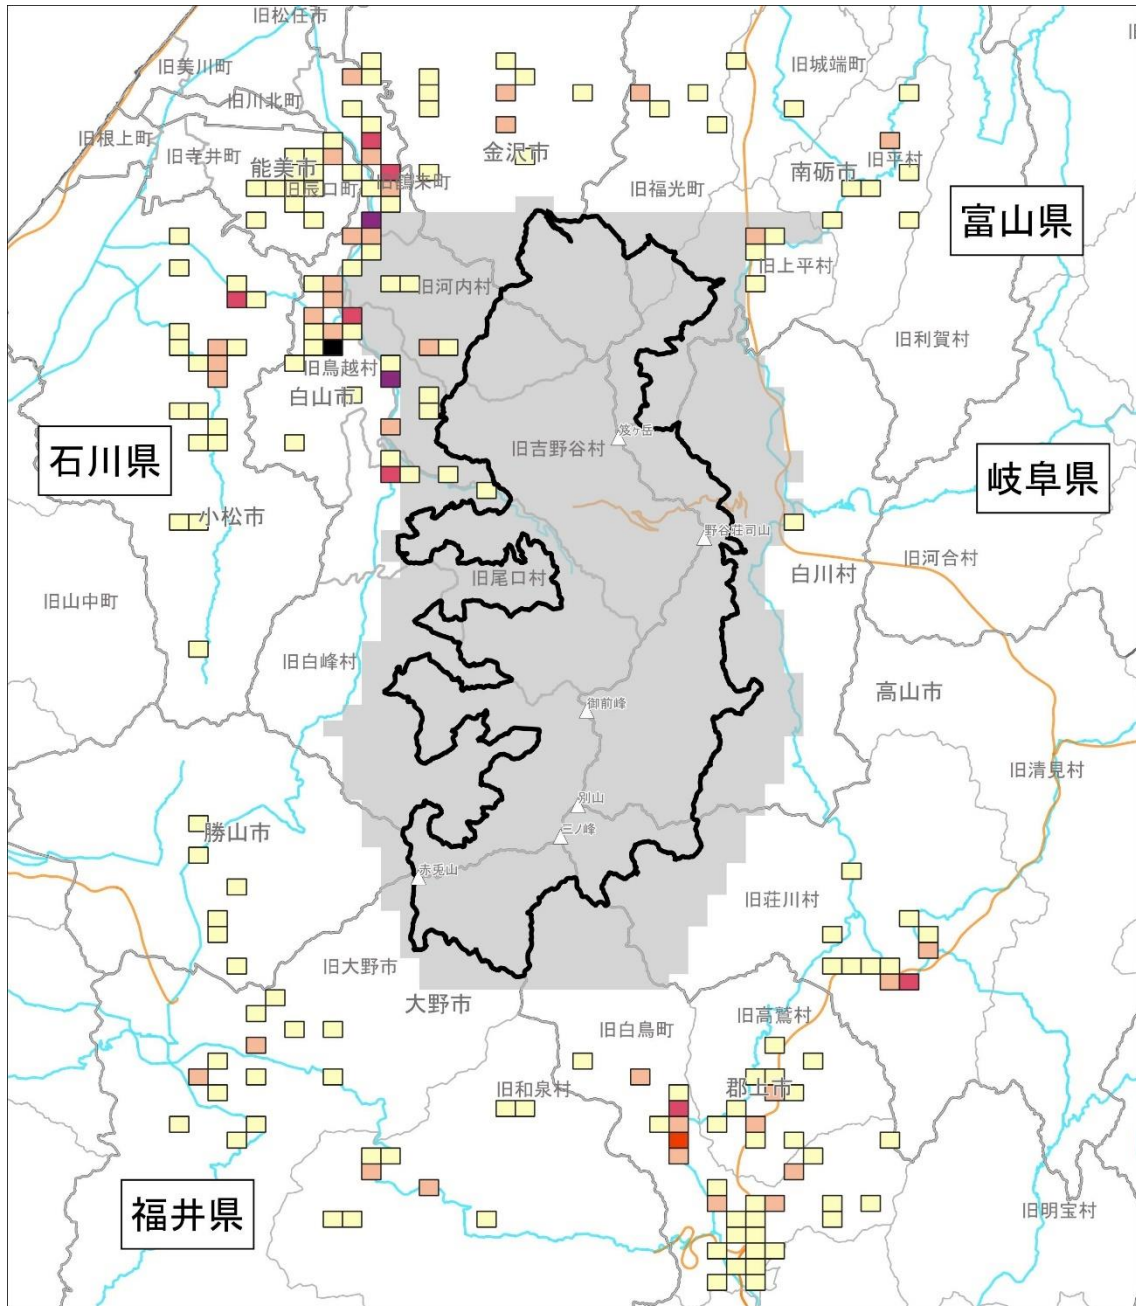 旧松任市
旧美川町
旧城端町
旧川北町
旧根上町
旧寺井町
能美市
旧辰口町
旧鶴来町
金沢市
旧福光町
南砺市
旧平村
富山県
旧上平村
旧河内村
旧利賀村
旧鳥越村
白山市
石川県
旧吉野谷村
笈ヶ岳
岐阜県
小松市
野谷荘司山
旧河合村
白川村
旧尾口村
旧山中町
旧白峰村
高山市
御前峰
旧清見村
別山
勝山市
三ノ峰
赤兎山
旧荘川村
旧大野市
大野市
旧白鳥町
旧高鷲村
旧和泉村
郡上市
福井県
旧明宝村